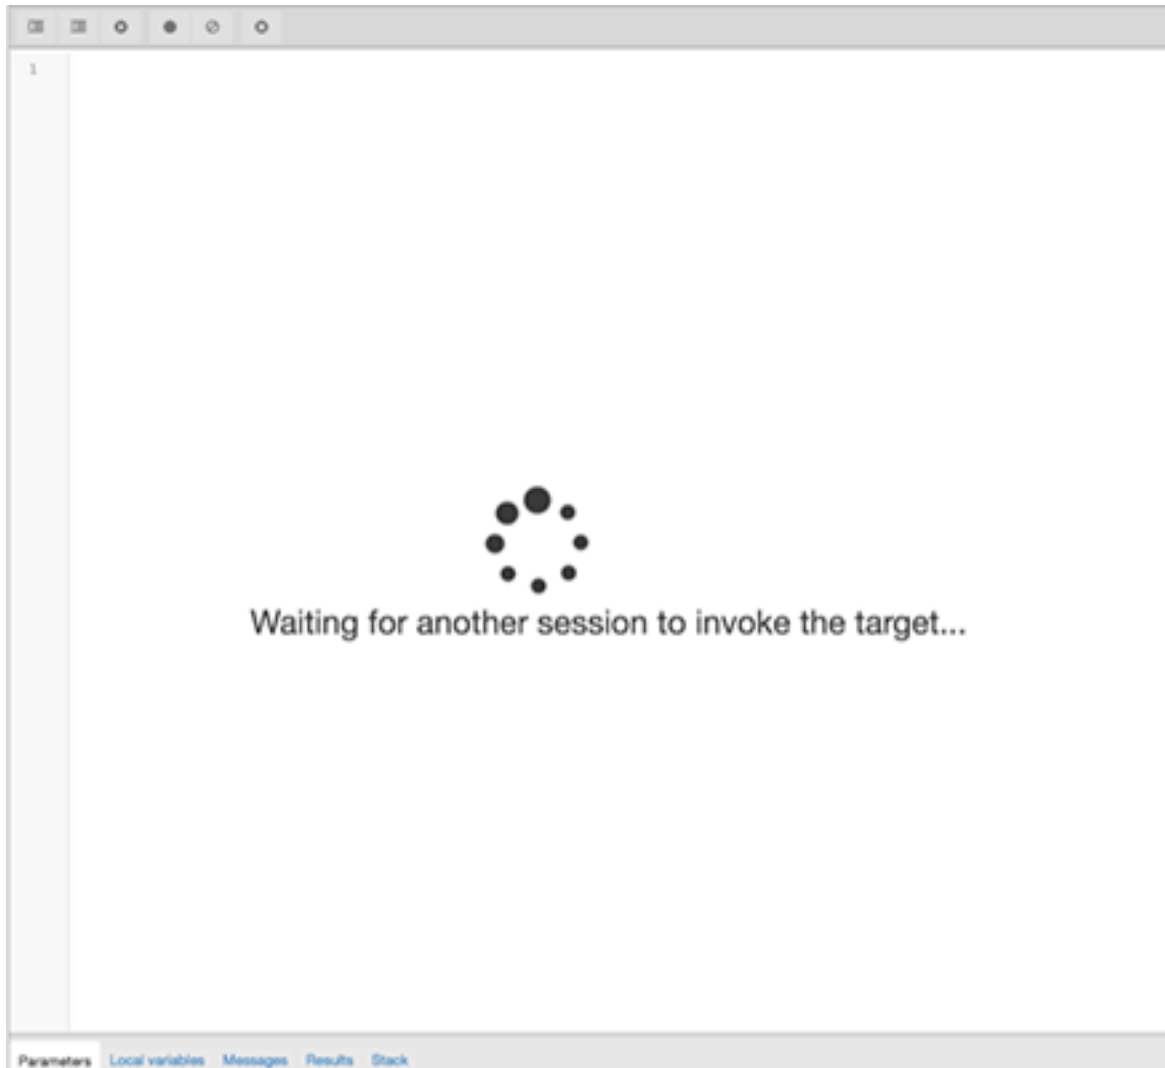 1
Waiting for another session to invoke the target...
Parameters Local variables Messages Results Stack